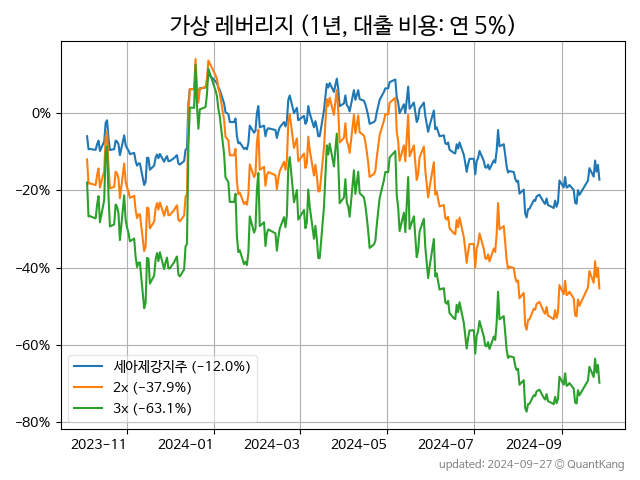 가상 레버리지 (1년, 대출 비용: 연 5%)
0%
−20%
−40%
−60%
−80%
세아제강지주 (−12.0%)
2x (−37.9%)
3x (−63.1%)
2023-11 2024-01 2024-03 2024-05 2024-07 2024-09
updated: 2024-09-27 © QuantKang